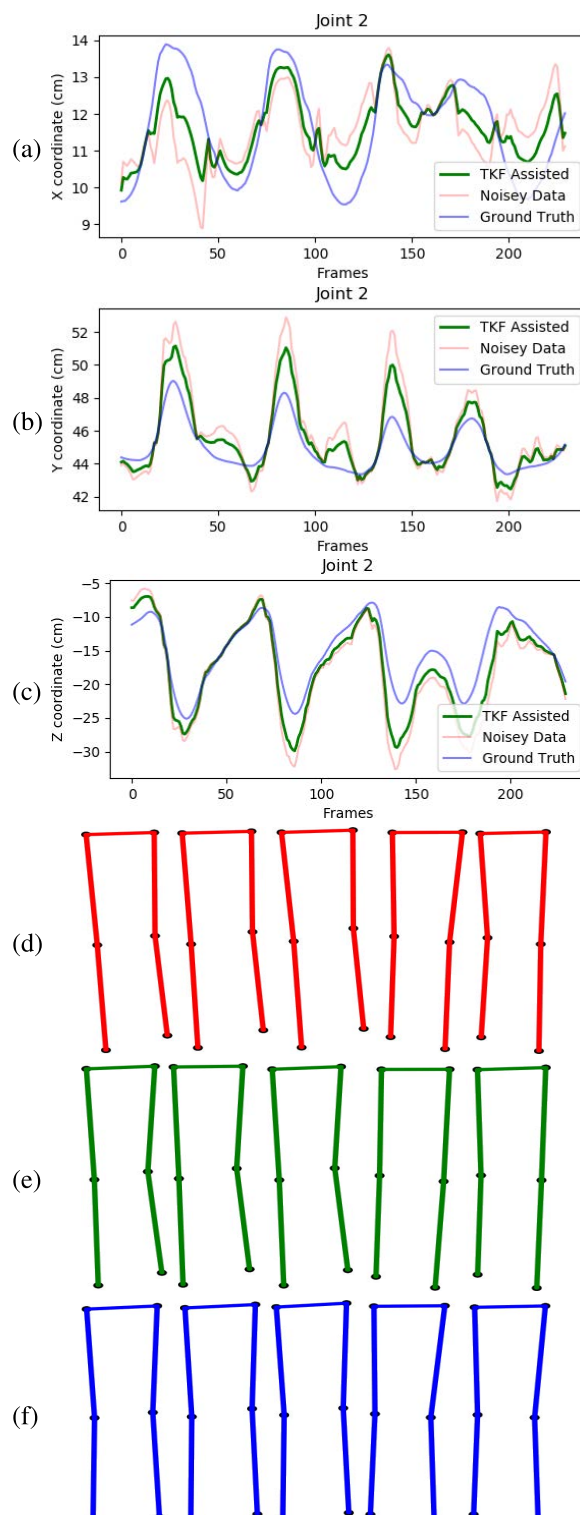 Joint 2
14
13
12
11
10
9
X coordinate (cm)
(a)
TKF Assisted
Noisey Data
Ground Truth
0 50 100 150 200
Frames
Joint 2
52
50
48
46
44
42
Y coordinate (cm)
(b)
TKF Assisted
Noisey Data
Ground Truth
0 50 100 150 200
Frames
Joint 2
−5
−10
−15
−20
−25
−30
Z coordinate (cm)
(c)
TKF Assisted
Noisey Data
Ground Truth
0 50 100 150 200
Frames
(d)
(e)
(f)